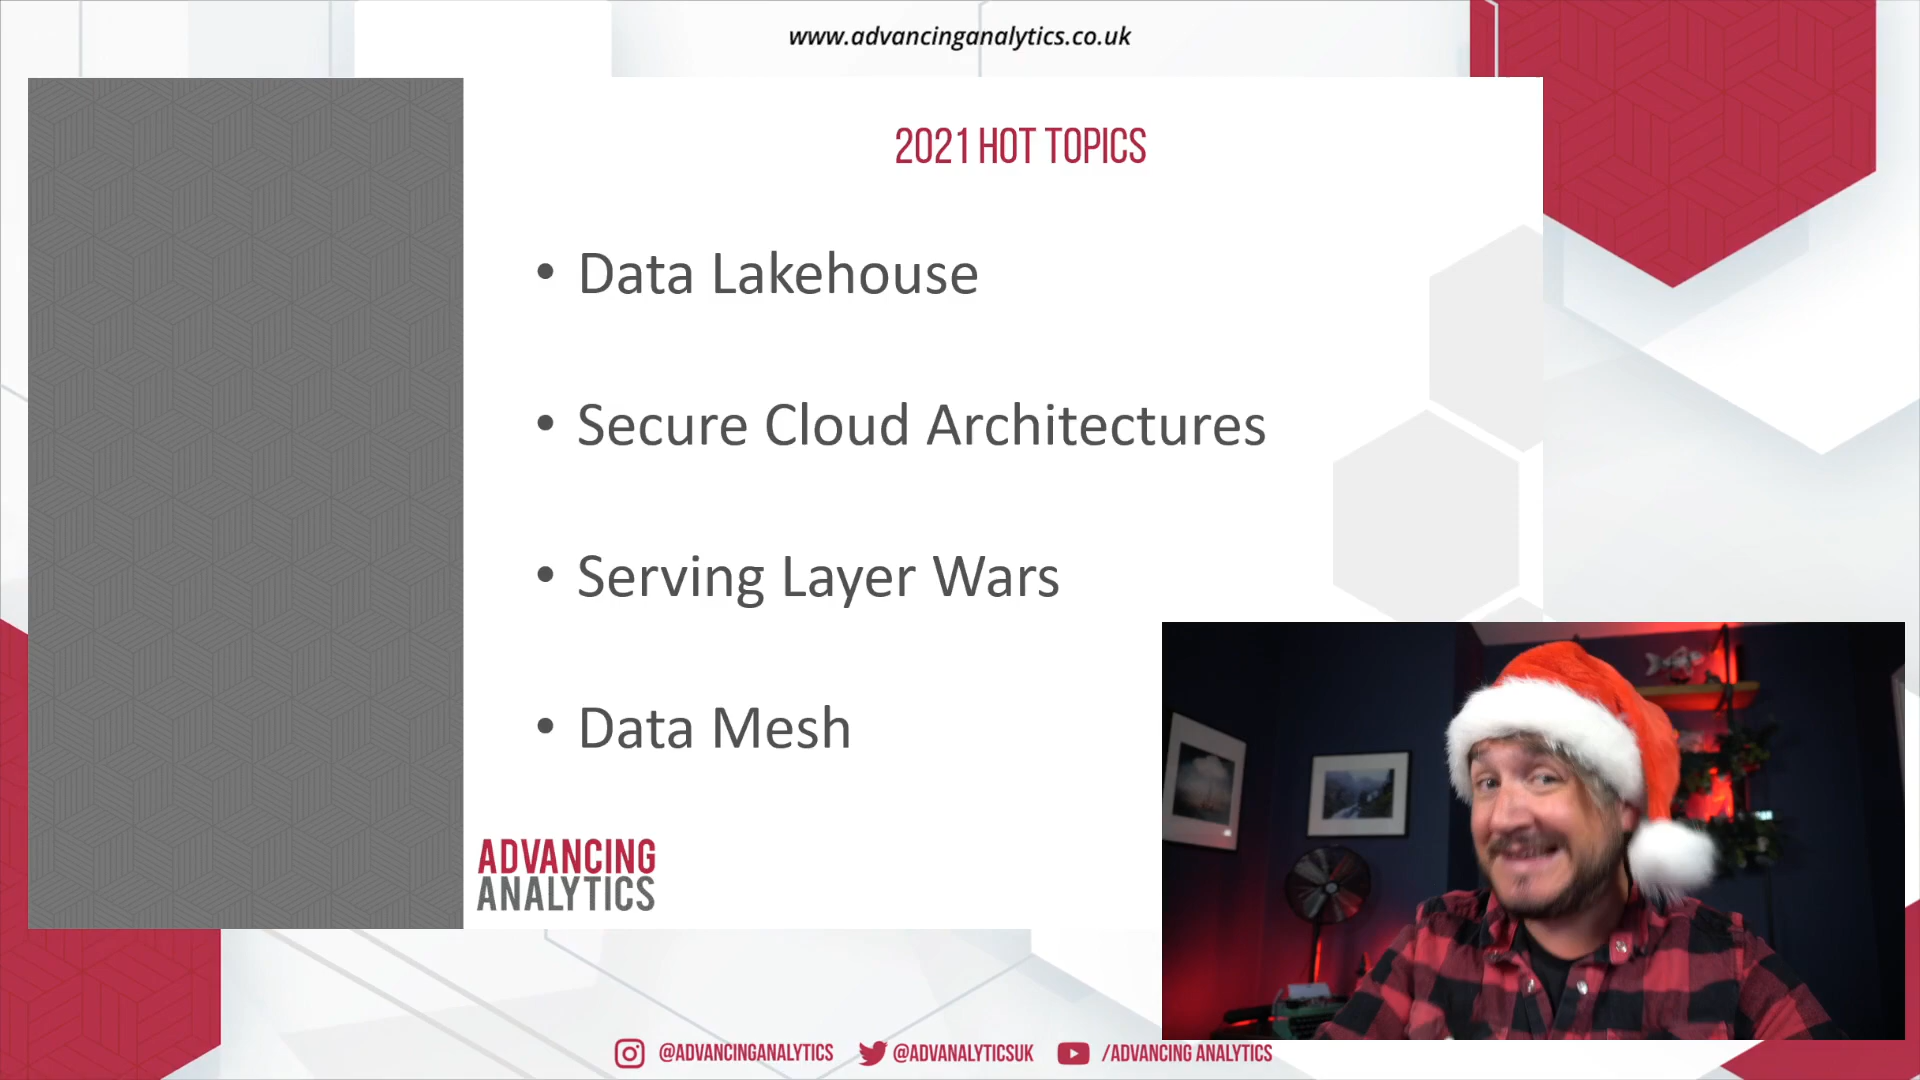 www.advancinganalytics.co.uk
2021 HOT TOPICS
• Data Lakehouse
• Secure Cloud Architectures
• Serving Layer Wars
• Data Mesh
ADVANCING
ANALYTICS
@ADVANCINGANALYTICS @ADVANALYTICSUK /ADVANCING ANALYTICS